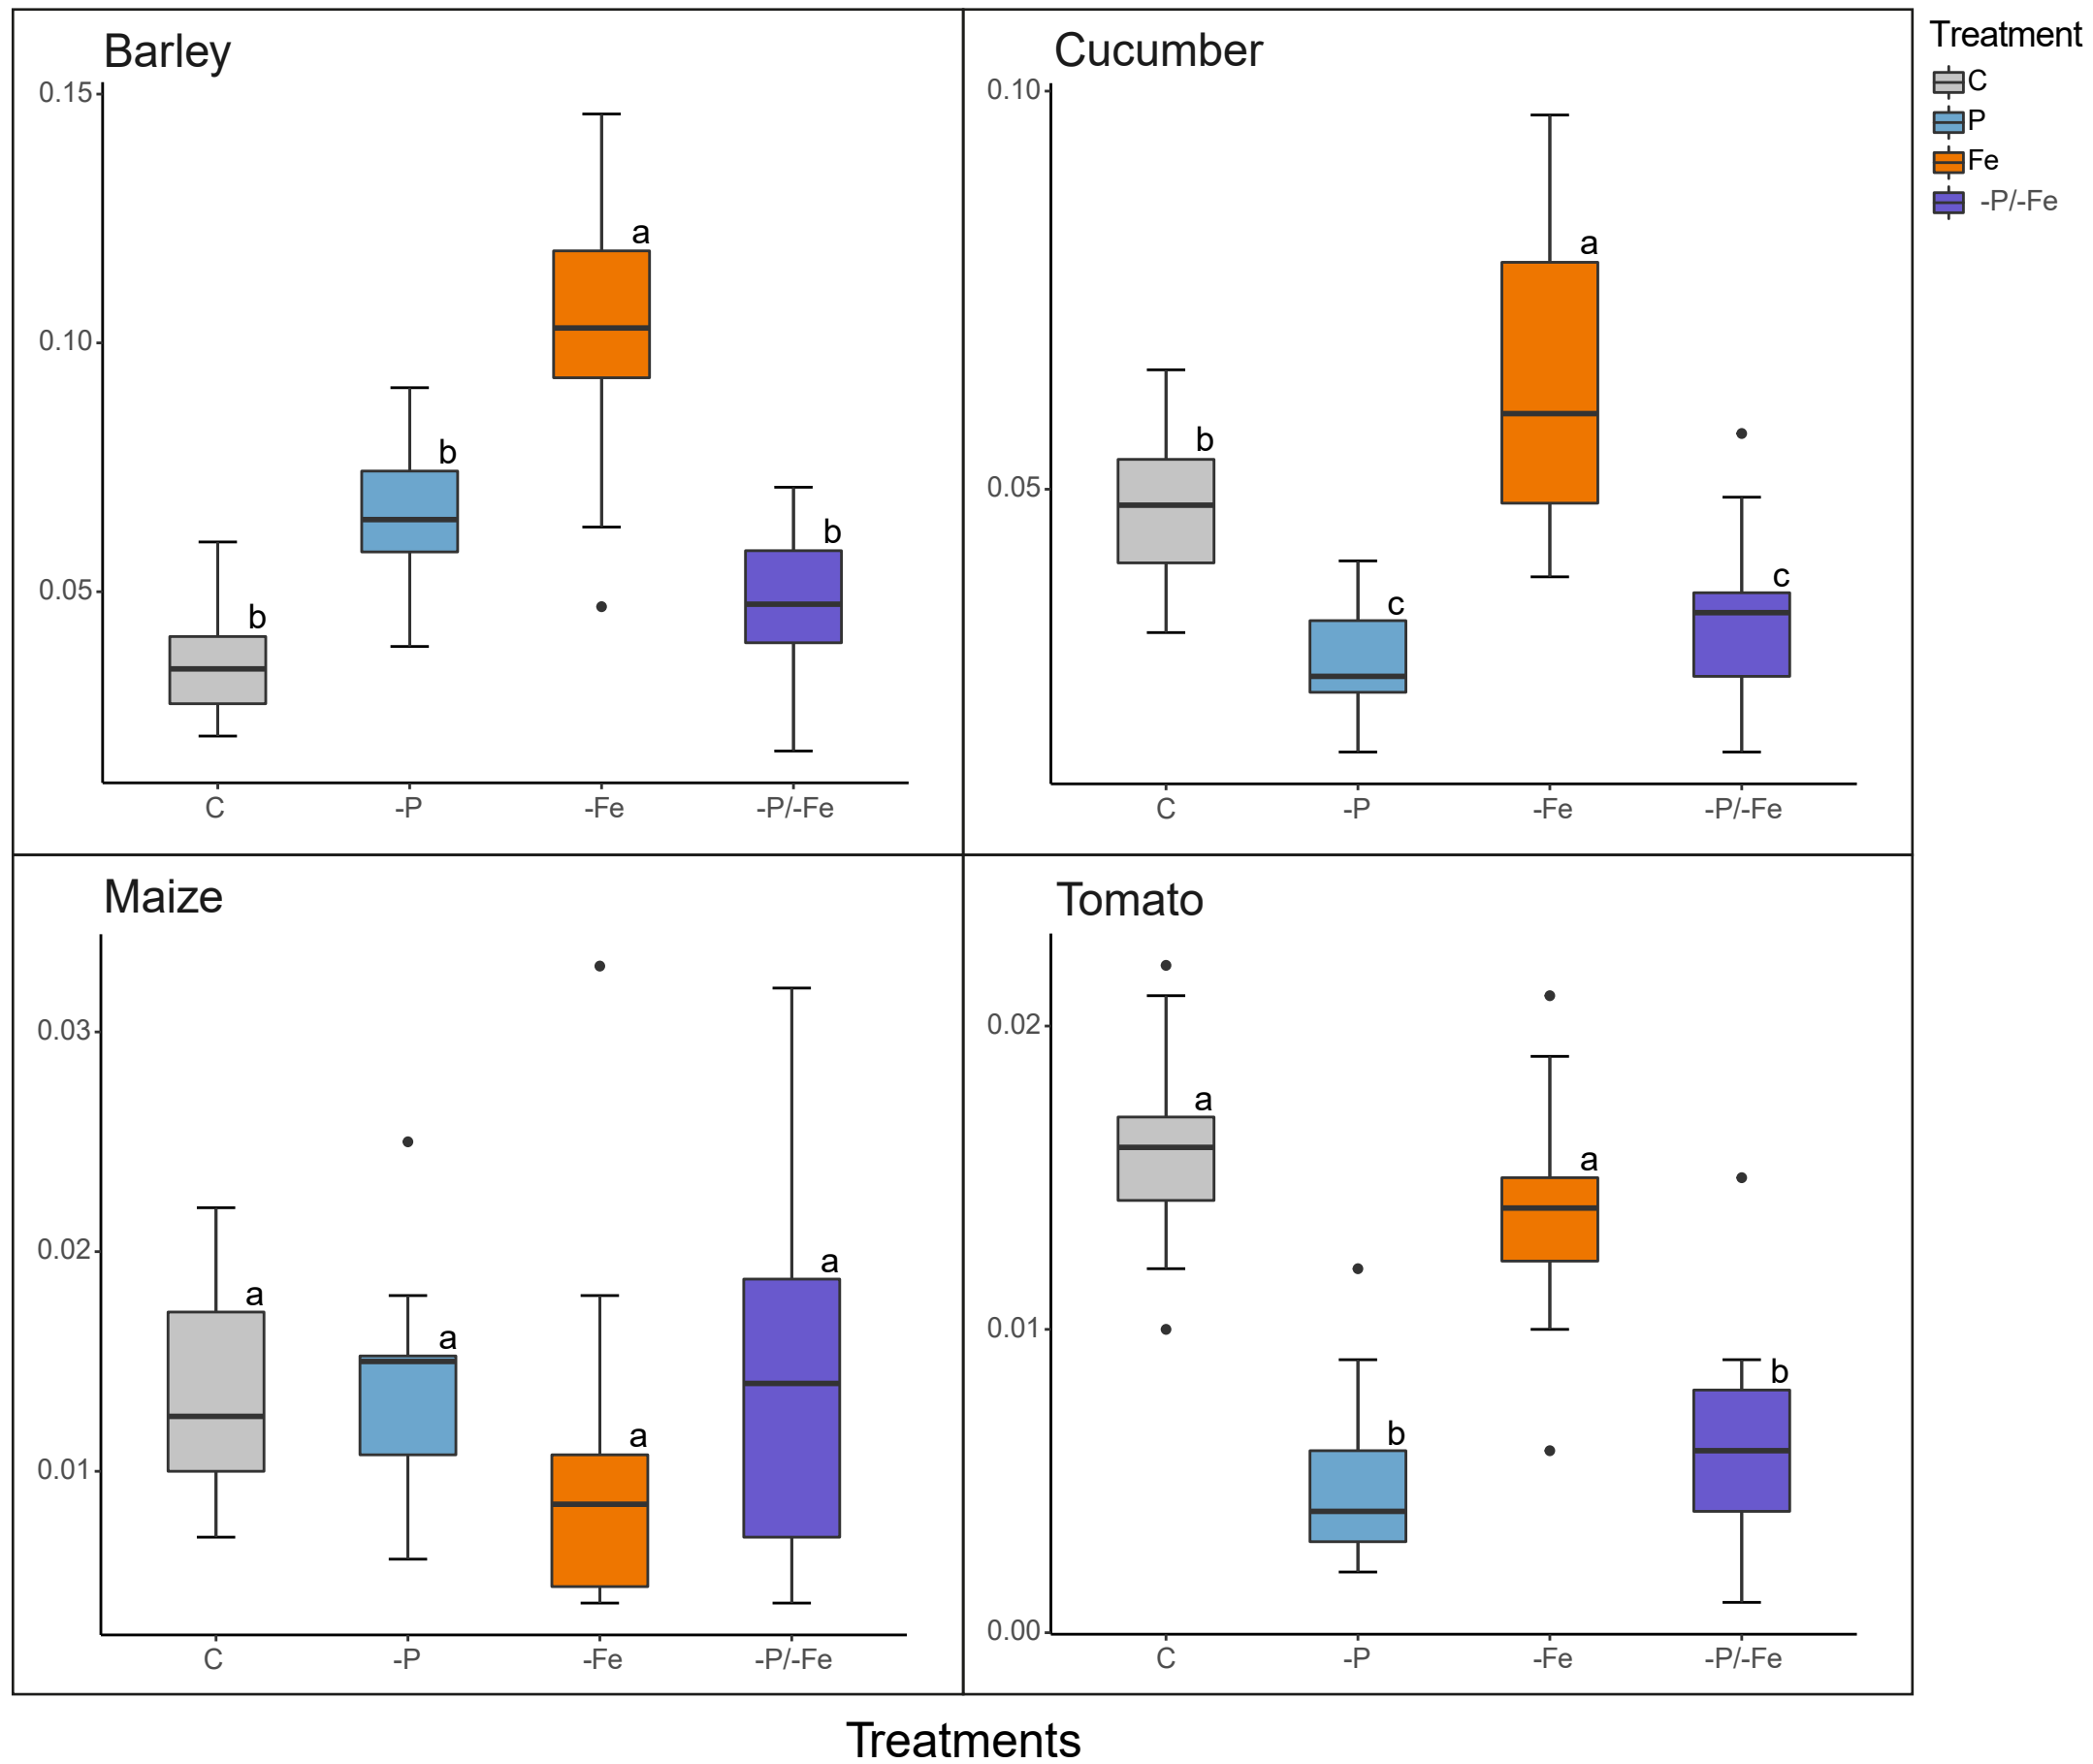 Barley
0.15
0.10
0.05
b
b
a
b
C
-P
-Fe
-P/-Fe
Cucumber
0.10
0.05
b
c
a
c
C
-P
-Fe
-P/-Fe
Treatment
C
P
Fe
-P/-Fe
Maize
0.03
0.02
0.01
a
a
a
a
C
-P
-Fe
-P/-Fe
Tomato
0.02
0.01
0.00
a
b
a
b
C
-P
-Fe
-P/-Fe
Treatments